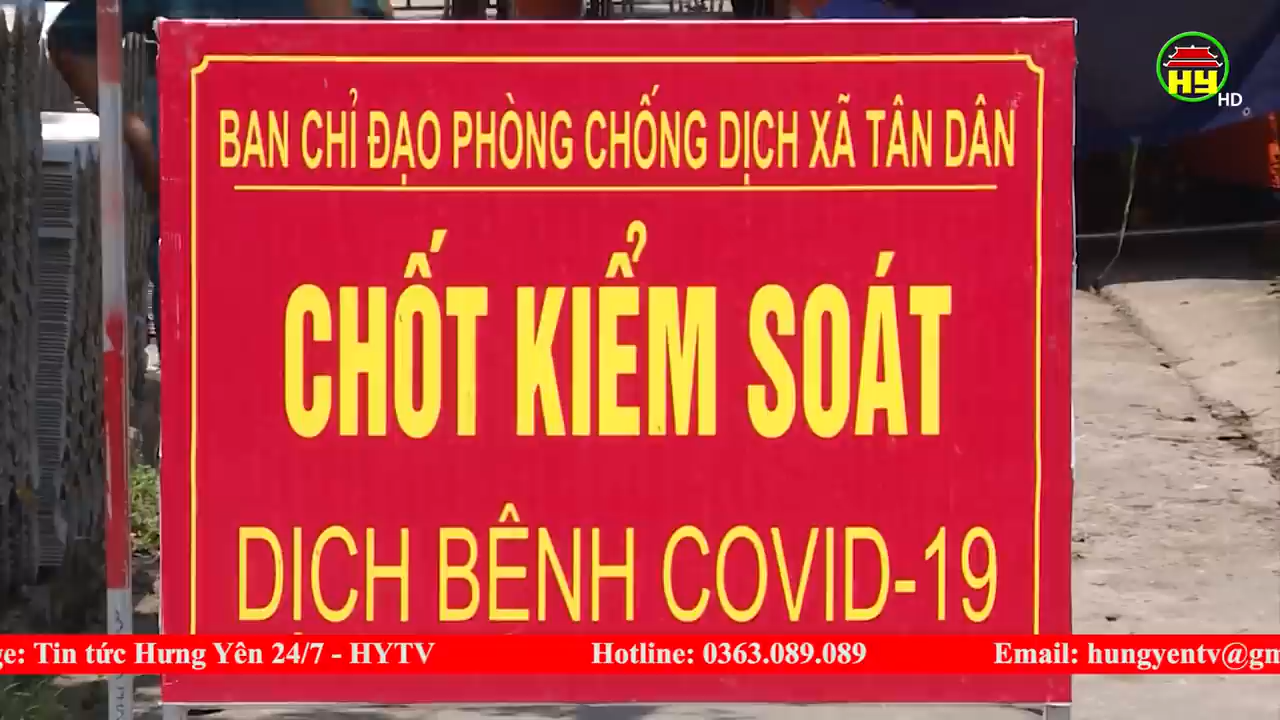 HY
HD
BAN CHỈ ĐẠO PHÒNG CHỐNG DỊCH XÃ TÂN DÂN
CHỐT KIỂM SOÁT
DỊCH BỆNH COVID-19
Tin tức Hưng Yên 24/7 - HYTV
Hotline: 0363.089.089
Email: hungyentv@gm